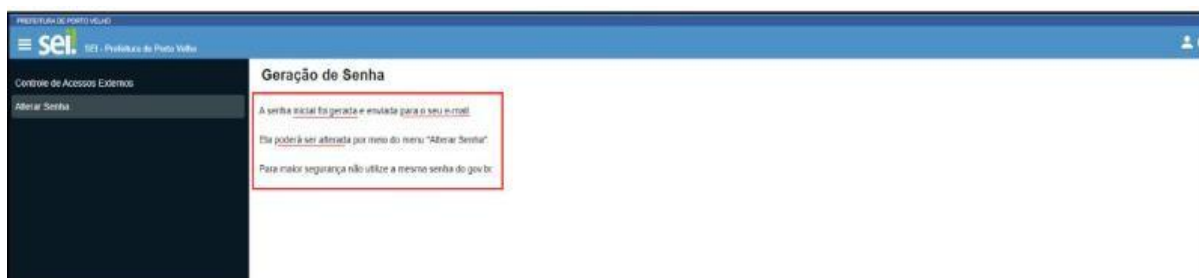 PREFEITURA DE PORTO VELHO
sei. SEI - Prefeitura de Porto Velho
Controle de Acessos Externos
Alterar Senha
Geração de Senha
A senha inicial foi gerada e enviada para o seu e-mail.
Ela poderá ser alterada por meio do menu "Alterar Senha".
Para maior segurança não utilize a mesma senha do gov.br.